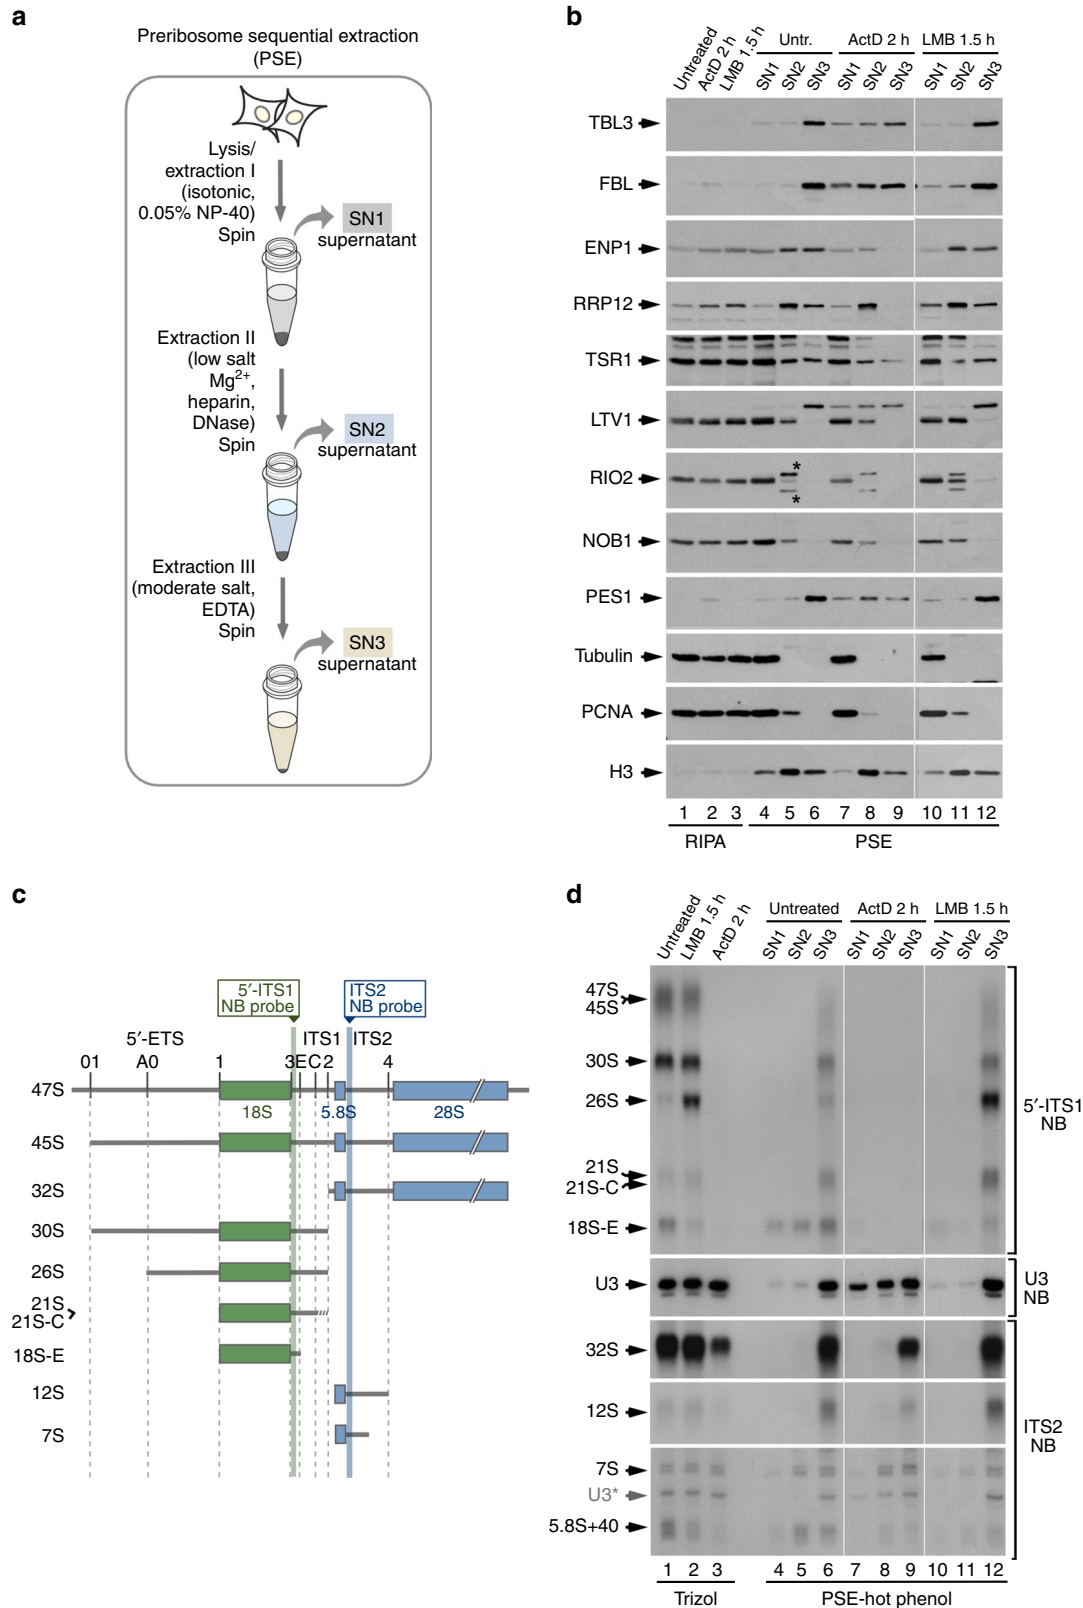 a
Preribosome sequential extraction
(PSE)
Lysis/
extraction I
(isotonic,
0.05% NP-40)
Spin
SN1
supernatant
Extraction II
(low salt
Mg2+,
heparin,
DNase)
Spin
SN2
supernatant
Extraction III
(moderate salt,
EDTA)
Spin
SN3
supernatant
b
Untreated
ActD 2 h
LMB 1.5 h
Untr.
ActD 2 h
LMB 1.5 h
SN1 SN2 SN3 SN1 SN2 SN3 SN1 SN2 SN3
TBL3
FBL
ENP1
RRP12
TSR1
LTV1
RIO2
*
*
NOB1
PES1
Tubulin
PCNA
H3
1 2 3 4 5 6 7 8 9 10 11 12
RIPA PSE
c
5′-ITS1
NB probe
ITS2
NB probe
5′-ETS ITS1 ITS2
01 A0 1 3 E C 2 4
47S
18S 5.8S 28S
45S
32S
30S
26S
21S
21S-C
18S-E
12S
7S
d
Untreated
LMB 1.5 h
ActD 2 h
Untreated
ActD 2 h
LMB 1.5 h
SN1 SN2 SN3 SN1 SN2 SN3 SN1 SN2 SN3
47S
45S
30S
26S
21S
21S-C
18S-E
5′-ITS1
NB
U3
U3
NB
32S
12S
ITS2
NB
7S
U3*
5.8S+40
1 2 3 4 5 6 7 8 9 10 11 12
Trizol PSE-hot phenol